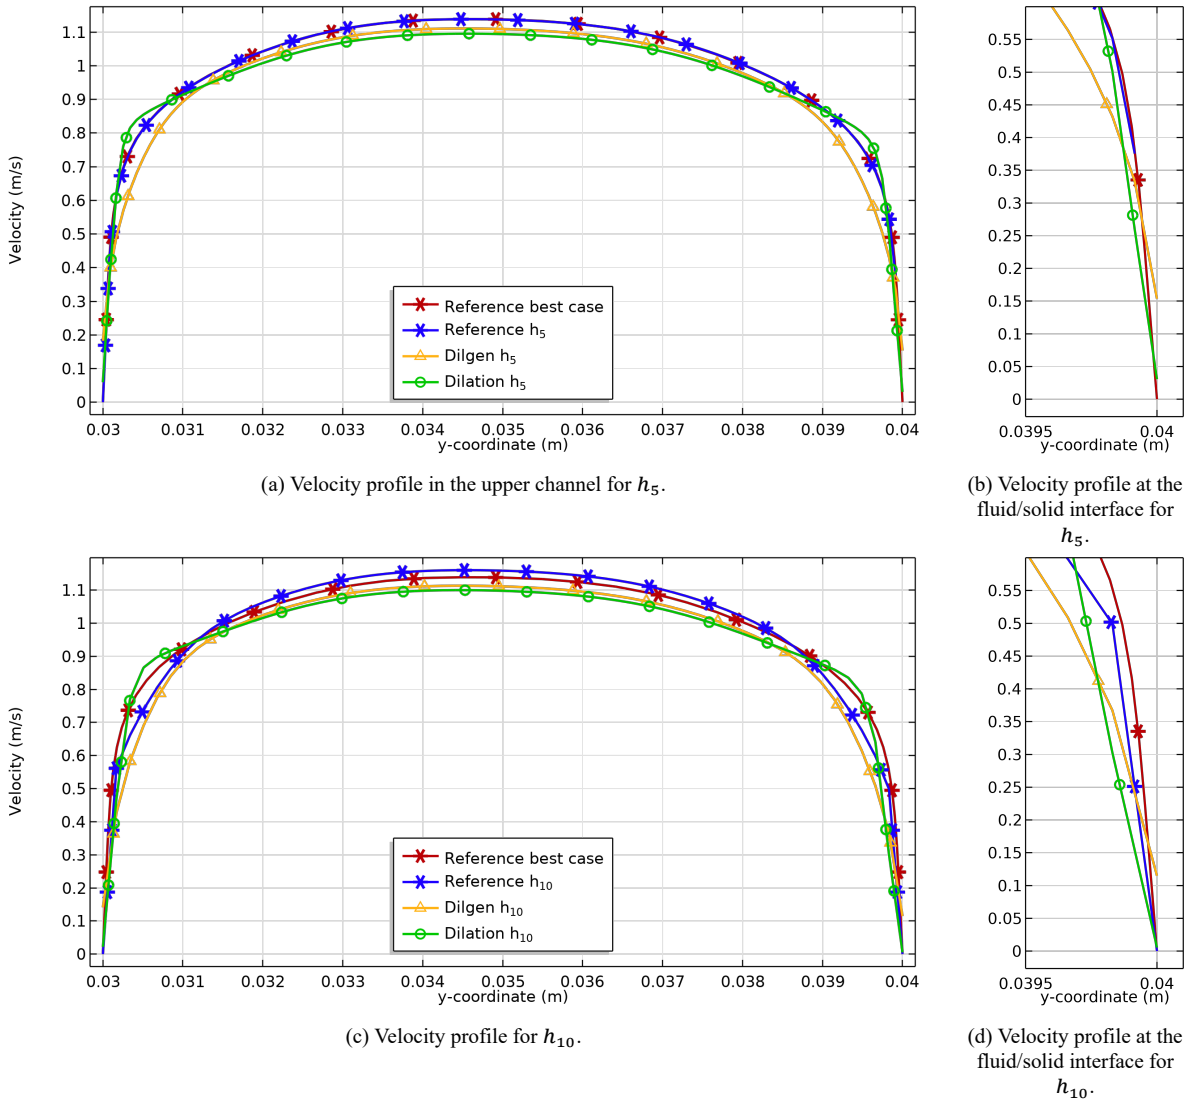 Velocity (m/s)
1.1
1
0.9
0.8
0.7
0.6
0.5
0.4
0.3
0.2
0.1
0
Reference best case
Reference h₅
Dilgen h₅
Dilation h₅
0.03 0.031 0.032 0.033 0.034 0.035 0.036 0.037 0.038 0.039 0.04
y-coordinate (m)
(a) Velocity profile in the upper channel for h₅.
0.55
0.5
0.45
0.4
0.35
0.3
0.25
0.2
0.15
0.1
0.05
0
0.0395 0.04
y-coordinate (m)
(b) Velocity profile at the
fluid/solid interface for
h₅.
Velocity (m/s)
1.1
1
0.9
0.8
0.7
0.6
0.5
0.4
0.3
0.2
0.1
0
Reference best case
Reference h₁₀
Dilgen h₁₀
Dilation h₁₀
0.03 0.031 0.032 0.033 0.034 0.035 0.036 0.037 0.038 0.039 0.04
y-coordinate (m)
(c) Velocity profile for h₁₀.
0.55
0.5
0.45
0.4
0.35
0.3
0.25
0.2
0.15
0.1
0.05
0
0.0395 0.04
y-coordinate (m)
(d) Velocity profile at the
fluid/solid interface for
h₁₀.